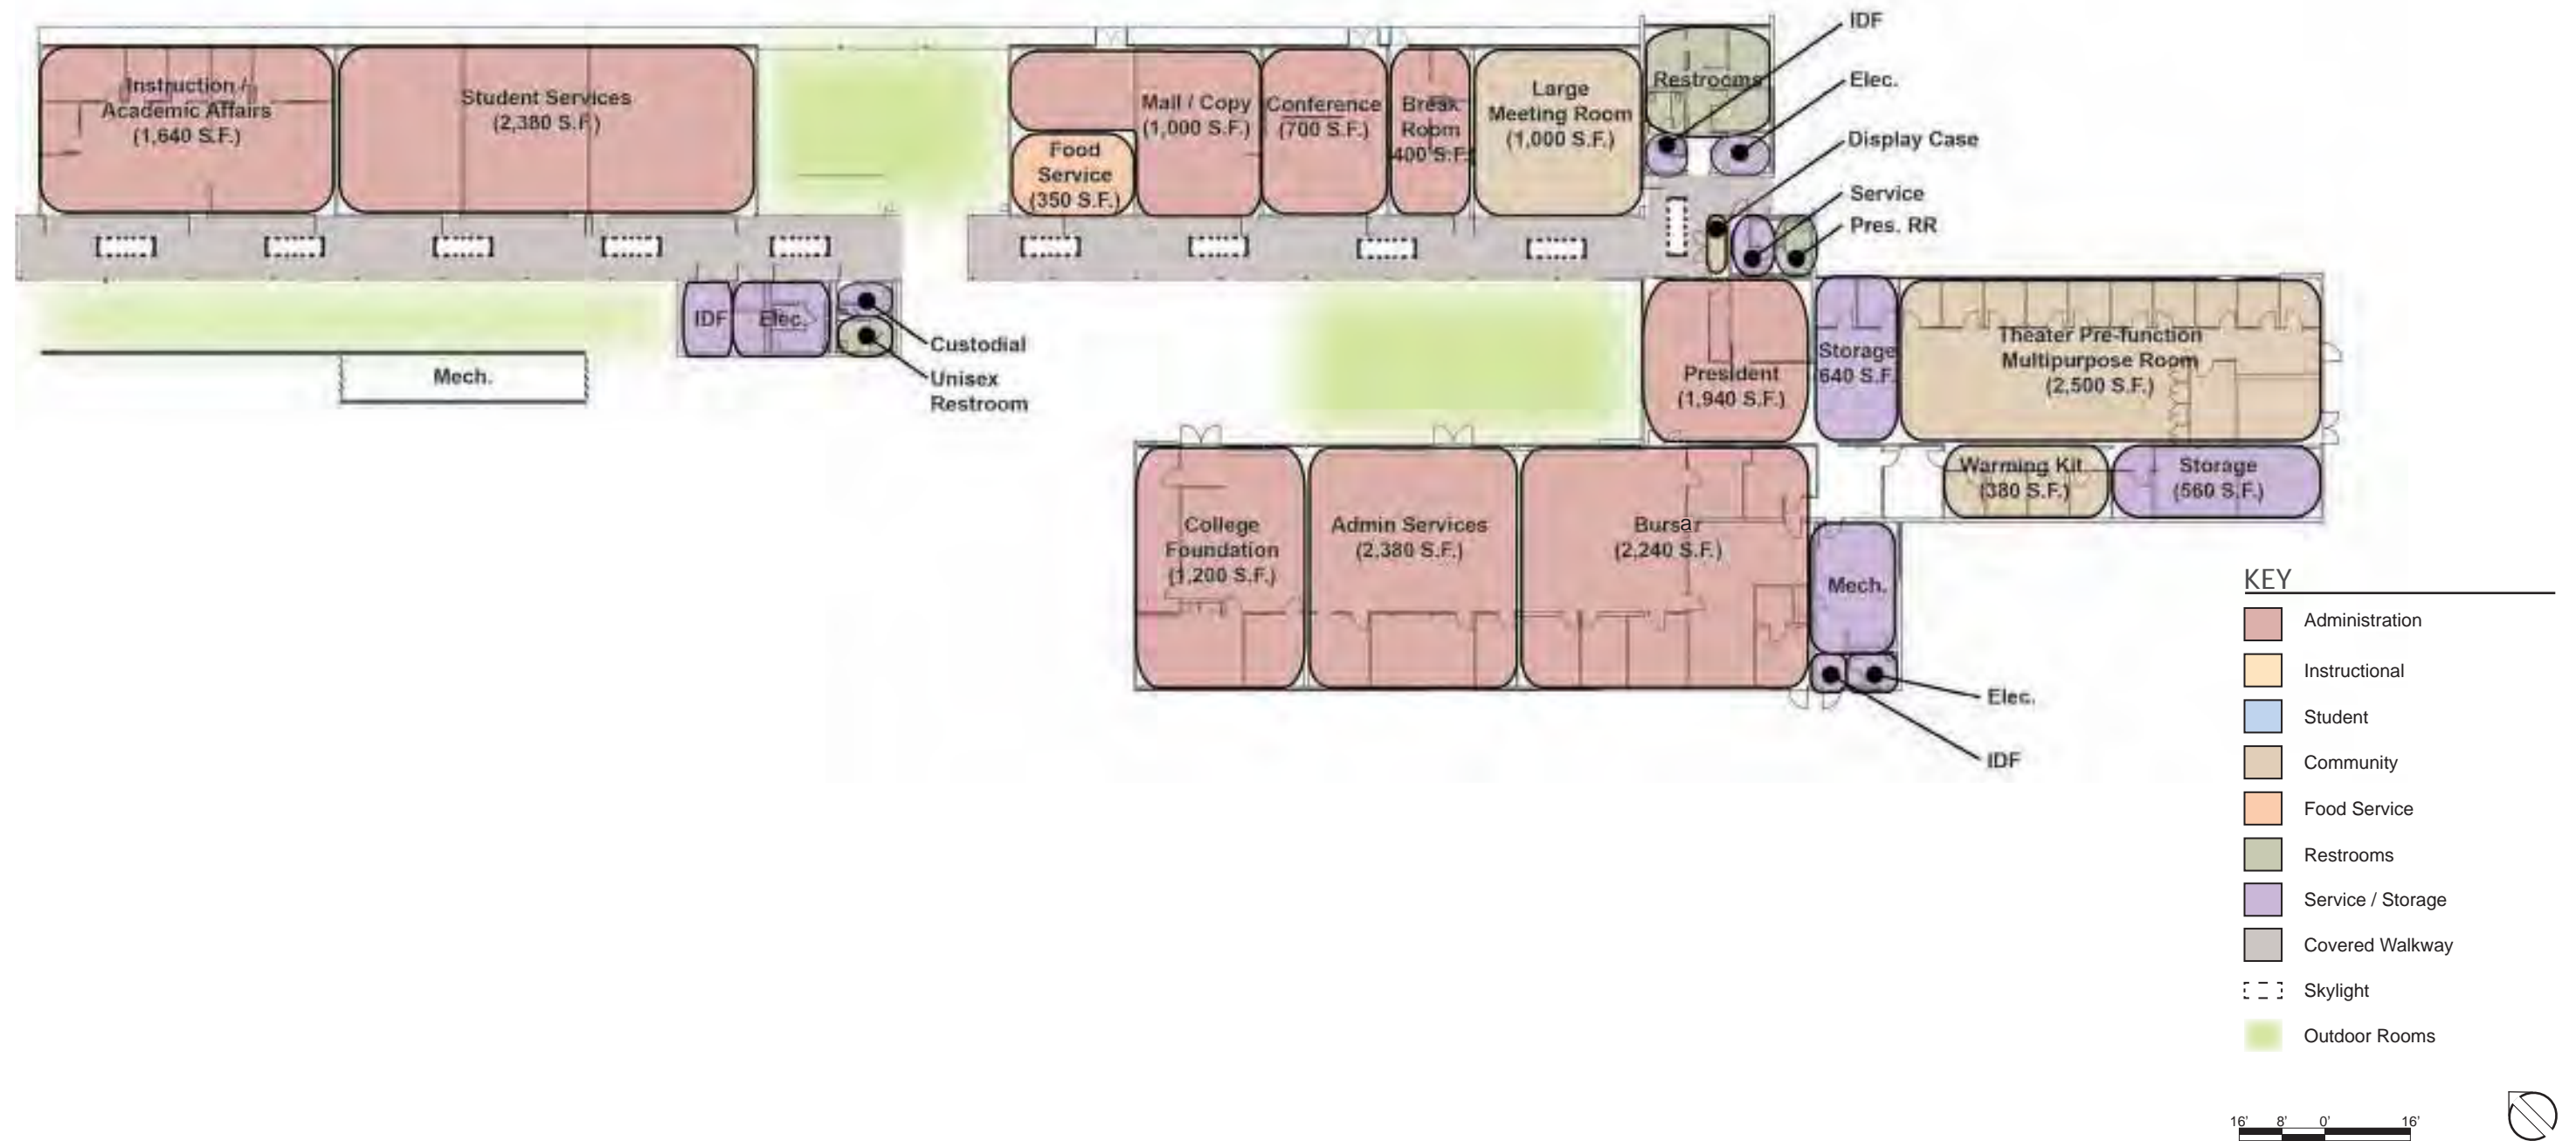 Instruction /
Academic Affairs
(1,640 S.F.)
Student Services
(2,380 S.F.)
Food
Service
(350 S.F.)
Mail / Copy
(1,000 S.F.)
Conference
(700 S.F.)
Break
Room
400 S.F.
Large
Meeting Room
(1,000 S.F.)
Restrooms
IDF
Elec.
Display Case
Service
Pres. RR
IDF
Elec.
Custodial
Unisex
Restroom
Mech.
President
(1,940 S.F.)
Storage
640 S.F.
Theater Pre-function
Multipurpose Room
(2,500 S.F.)
Warming Kit.
(380 S.F.)
Storage
(560 S.F.)
College
Foundation
(1,200 S.F.)
Admin Services
(2,380 S.F.)
Bursar
(2,240 S.F.)
Mech.
Elec.
IDF
KEY
Administration
Instructional
Student
Community
Food Service
Restrooms
Service / Storage
Covered Walkway
Skylight
Outdoor Rooms
16' 8' 0' 16'